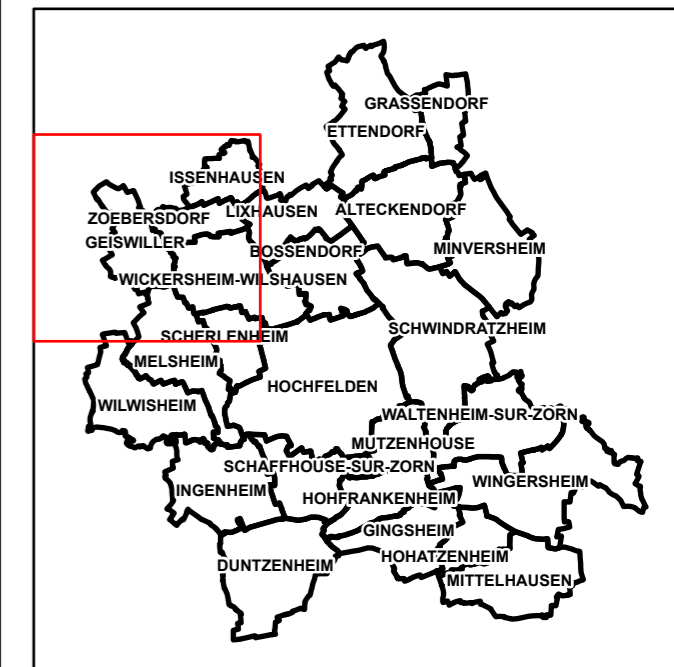 GRASSENDORF
ETTENDORF
ISSENHAUSEN
LIXHAUSEN
ALTECKENDORF
ZOEBERSDORF
GEISWILLER
BOSSENDORF
MINVERSHEIM
WICKERSHEIM-WILSHAUSEN
SCHERLENHEIM
SCHWINDRATZHEIM
MELSHEIM
HOCHFELDEN
WILWISHEIM
WALTENHEIM-SUR-ZORN
MUTZENHOUSE
SCHAFFHOUSE-SUR-ZORN
INGENHEIM
WINGERSHEIM
HOHFRANKENHEIM
GINGSHEIM
HOHATZENHEIM
DUNTZENHEIM
MITTELHAUSEN